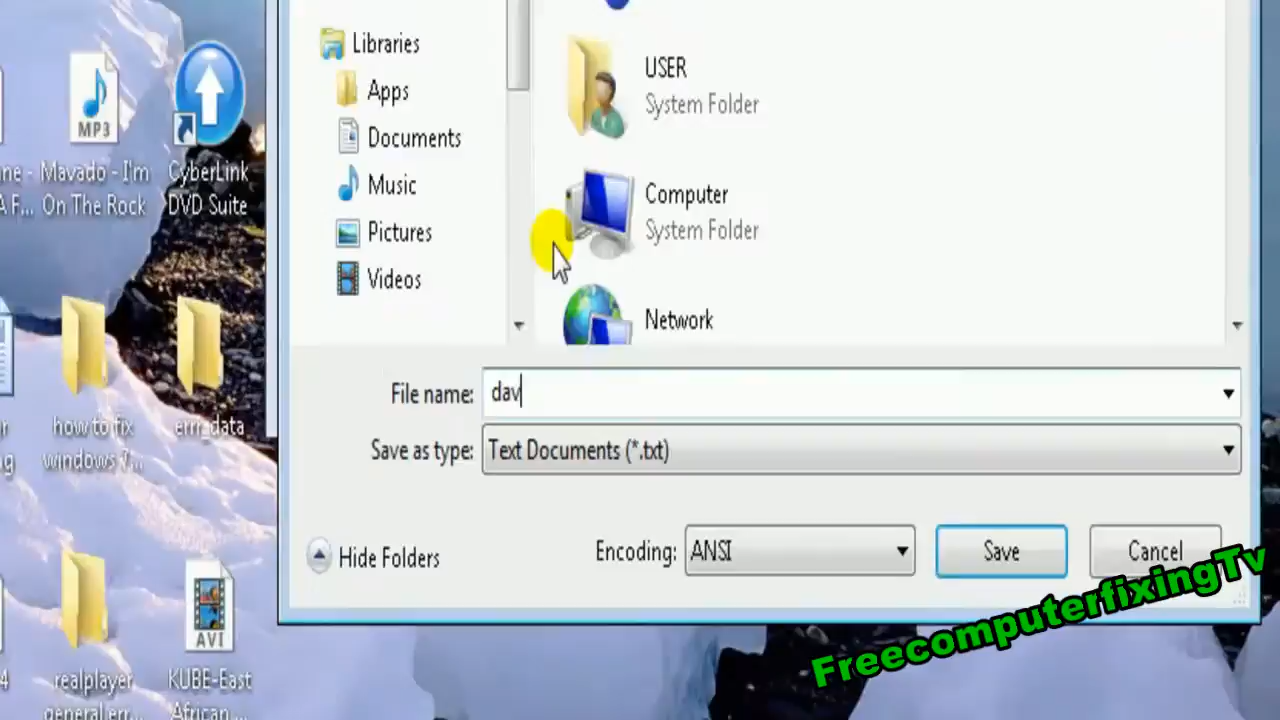 Libraries
Apps
Documents
Music
Pictures
Videos
USER
System Folder
Computer
System Folder
Network
File name: dav
Save as type: Text Documents (*.txt)
Hide Folders
Encoding: ANSI
Save
Cancel
MP3
Mavado - I'm
On The Rock
CyberLink
DVD Suite
how to fix
windows 7...
errr_data
realplayer
general err...
AVI
KUBE-East
African ...
FreecomputerfixingTv